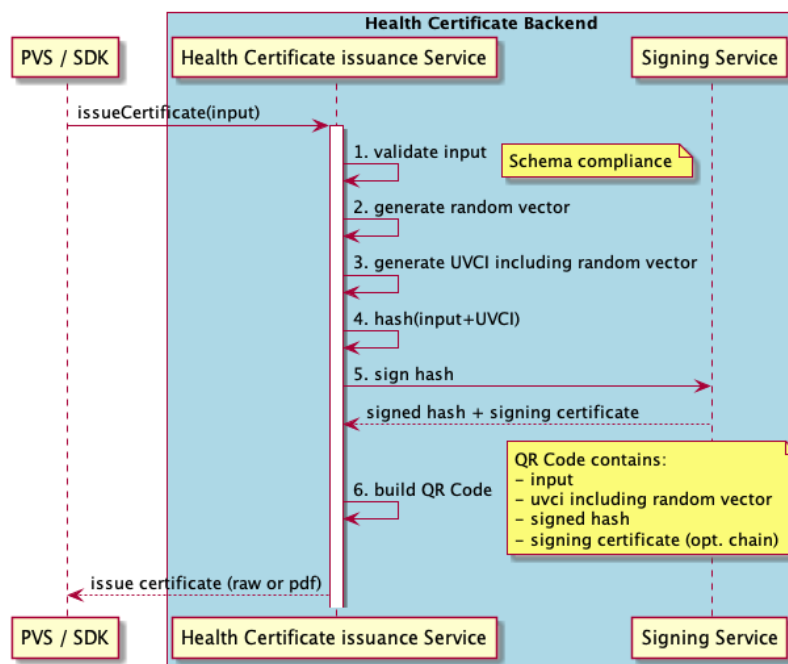 Health Certificate Backend
PVS / SDK
Health Certificate issuance Service
Signing Service
issueCertificate(input)
1. validate input
Schema compliance
2. generate random vector
3. generate UVCI including random vector
4. hash(input+UVCI)
5. sign hash
signed hash + signing certificate
QR Code contains:
- input
- uvci including random vector
- signed hash
- signing certificate (opt. chain)
6. build QR Code
issue certificate (raw or pdf)
PVS / SDK
Health Certificate issuance Service
Signing Service